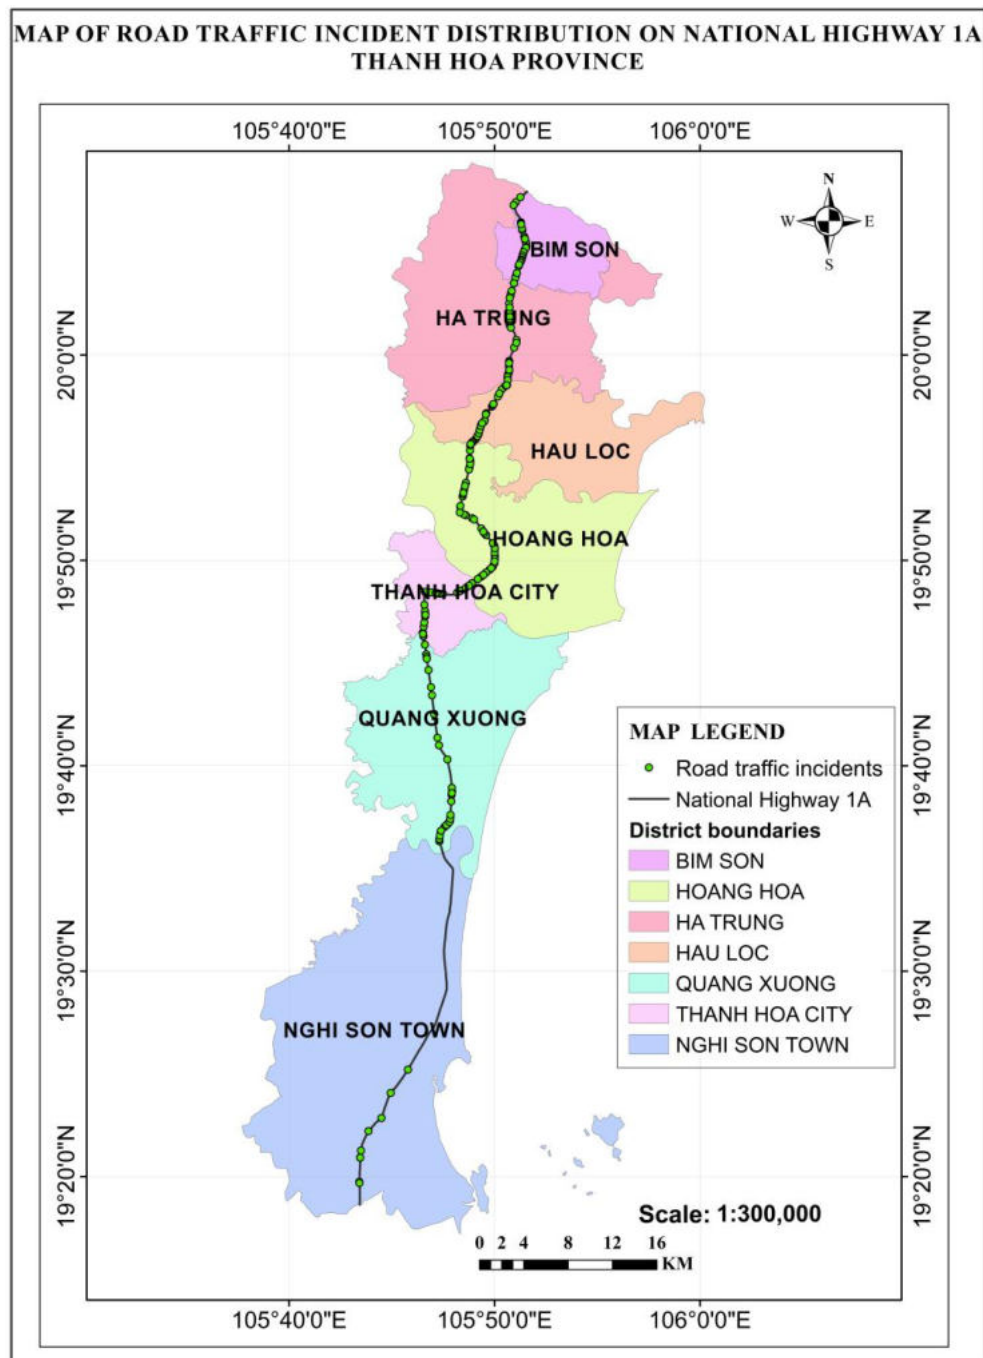 MAP OF ROAD TRAFFIC INCIDENT DISTRIBUTION ON NATIONAL HIGHWAY 1A
THANH HOA PROVINCE
105°40'0"E 105°50'0"E 106°0'0"E
N
W E
S
BIM SON
HA TRUNG
20°0'0"N 20°0'0"N
HAU LOC
HOANG HOA
19°50'0"N 19°50'0"N
THANH HOA CITY
QUANG XUONG
19°40'0"N 19°40'0"N
MAP LEGEND
Road traffic incidents
National Highway 1A
District boundaries
BIM SON
HOANG HOA
HA TRUNG
HAU LOC
QUANG XUONG
THANH HOA CITY
NGHI SON TOWN
19°30'0"N 19°30'0"N
NGHI SON TOWN
19°20'0"N 19°20'0"N
Scale: 1:300,000
0 2 4 8 12 16
KM
105°40'0"E 105°50'0"E 106°0'0"E